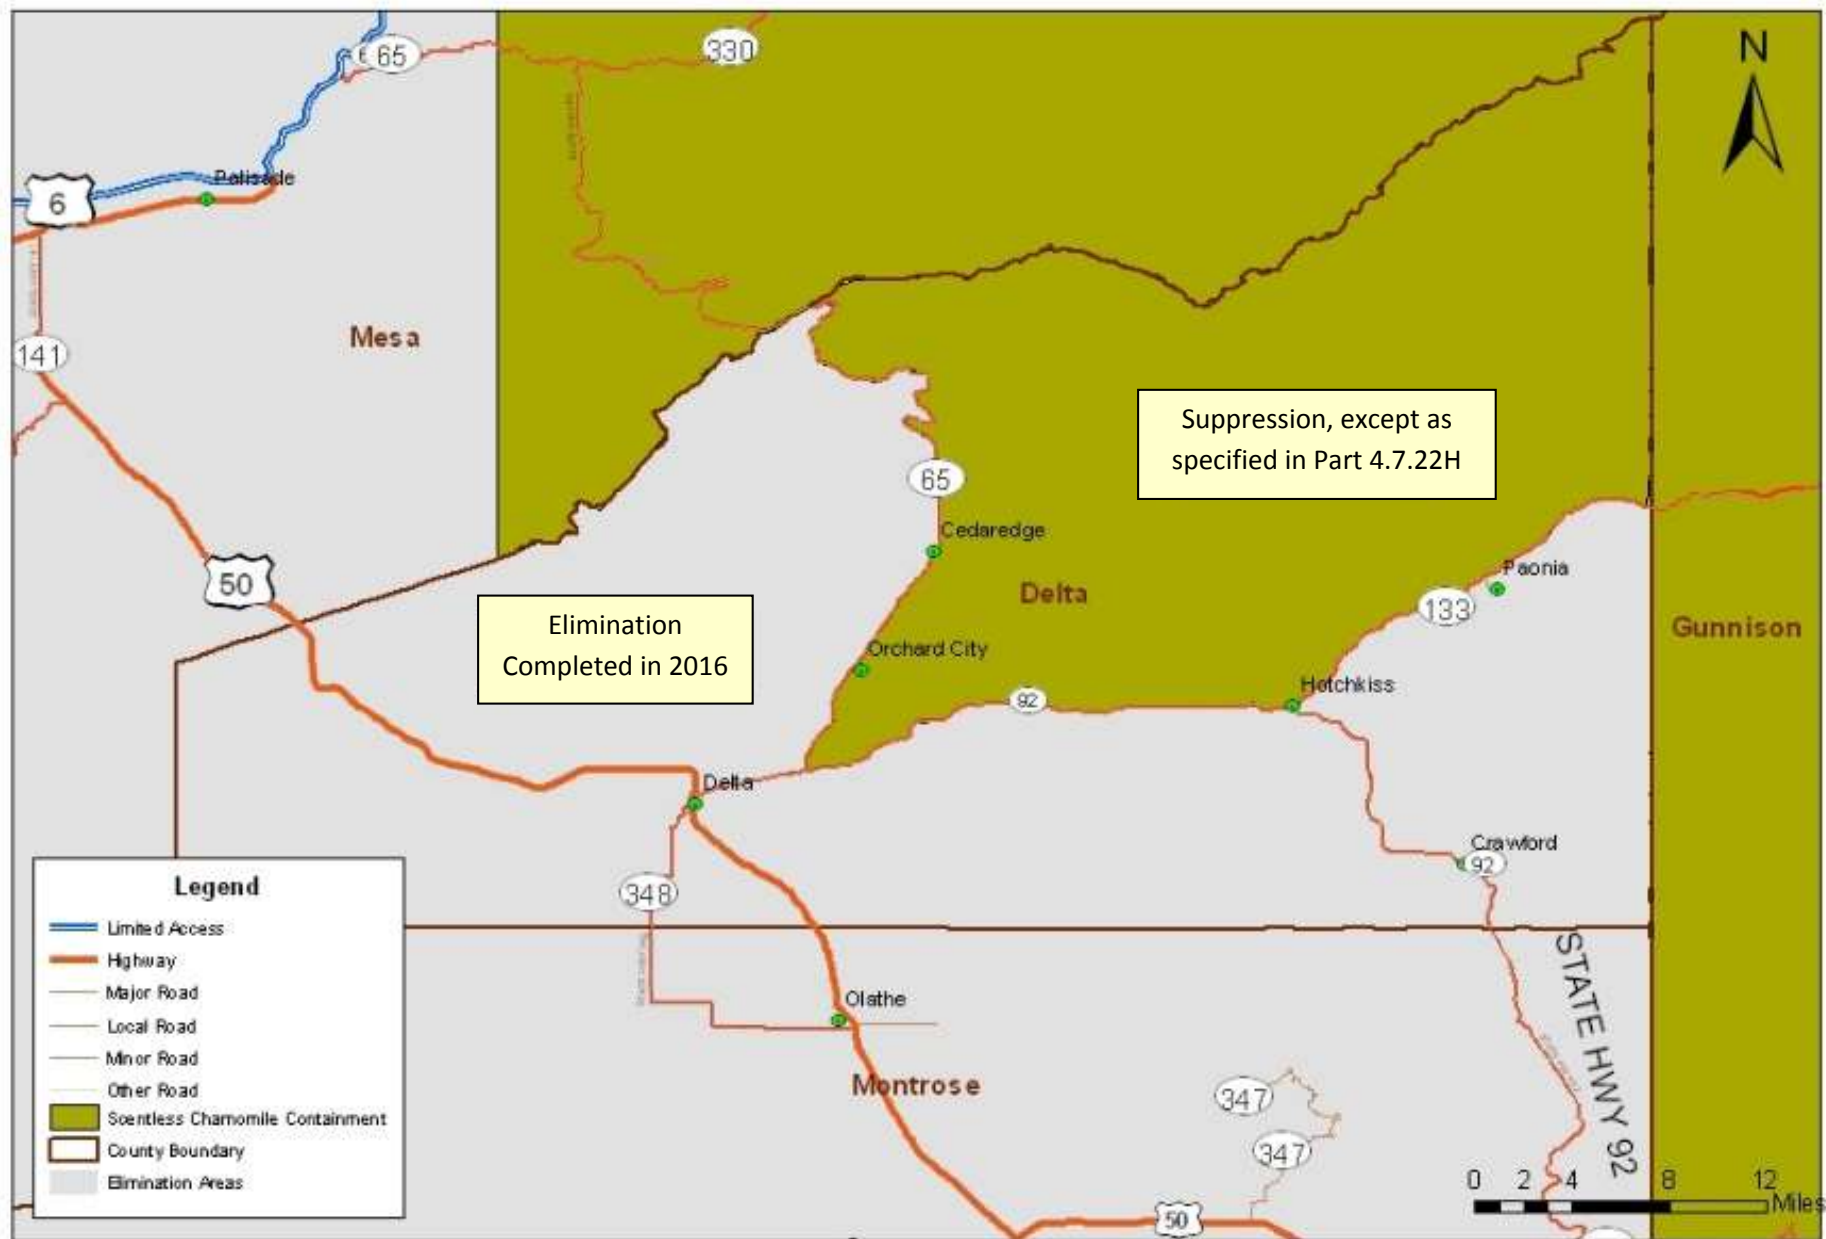 65
330
N
Palisade
6
Mesa
141
Suppression, except as
specified in Part 4.7.22H
65
Cedaredge
50
Delta
Paonia
133
Elimination
Completed in 2016
Gunnison
Orchard City
Hotchkiss
92
Delta
Crawford
92
348
Legend
Limited Access
Highway
Major Road
Local Road
Minor Road
Other Road
Scentless Chamomile Containment
County Boundary
Elimination Areas
STATE HWY 92
Olathe
Montrose
347
347
50
0 2 4 8 12
Miles